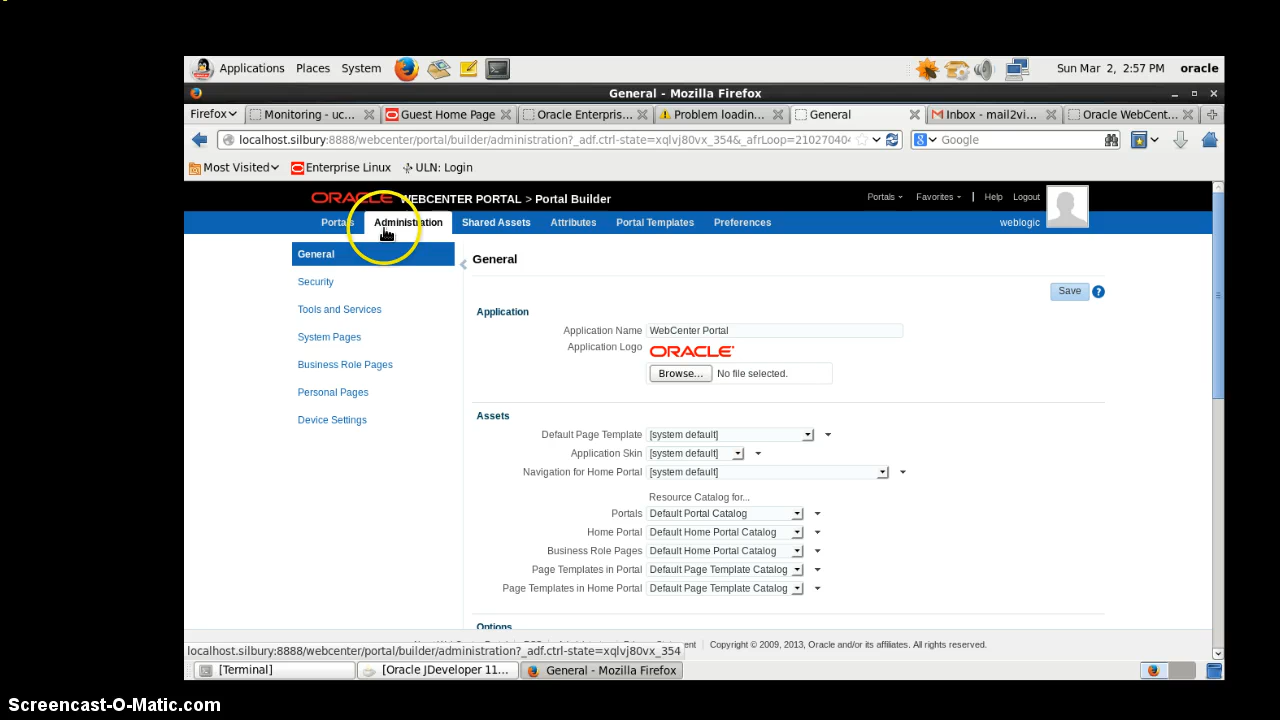 Applications Places System Sun Mar 2, 2:57 PM oracle
General - Mozilla Firefox
Firefox Monitoring - uc... Guest Home Page Oracle Enterpris... Problem loadin... General Inbox - mail2vi... Oracle WebCent...
localhost.silbury:8888/webcenter/portal/builder/administration?_adf.ctrl-state=xqlvj80vx_354&_afrLoop=210270404 Google
Most Visited Enterprise Linux ULN: Login
ORACLE WEBCENTER PORTAL > Portal Builder Portals Favorites Help Logout
Portals Administration Shared Assets Attributes Portal Templates Preferences weblogic
General
Security
Tools and Services
System Pages
Business Role Pages
Personal Pages
Device Settings
General
Save ?
Application
Application Name WebCenter Portal
Application Logo ORACLE
Browse... No file selected.
Assets
Default Page Template [system default]
Application Skin [system default]
Navigation for Home Portal [system default]
Resource Catalog for...
Portals Default Portal Catalog
Home Portal Default Home Portal Catalog
Business Role Pages Default Home Portal Catalog
Page Templates in Portal Default Page Template Catalog
Page Templates in Home Portal Default Page Template Catalog
Options
Copyright © 2009, 2013, Oracle and/or its affiliates. All rights reserved.
localhost.silbury:8888/webcenter/portal/builder/administration?_adf.ctrl-state=xqlvj80vx_354
[Terminal] [Oracle JDeveloper 11... General - Mozilla Firefox
Screencast-O-Matic.com